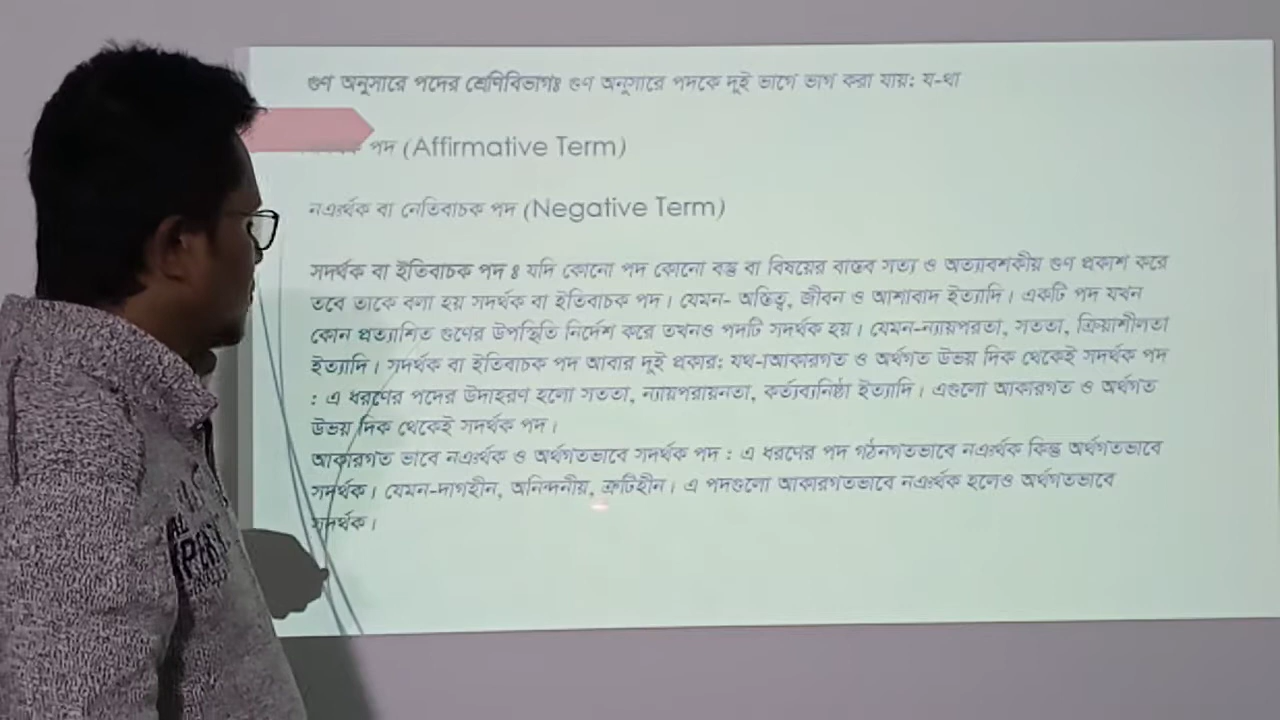 গুণ অনুসারে পদের শ্রেণিবিভাগঃ গুণ অনুসারে পদকে দুই ভাগে ভাগ করা যায়: য-থা
পদ (Affirmative Term)
নঞর্থক বা নেতিবাচক পদ (Negative Term)
সদর্থক বা ইতিবাচক পদ ঃ যদি কোনো পদ কোনো বস্তু বা বিষয়ের বাস্তব সত্য ও অত্যাবশকীয় গুণ প্রকাশ করে
তবে তাকে বলা হয় সদর্থক বা ইতিবাচক পদ। যেমন- অস্তিত্ব, জীবন ও আশাবাদ ইত্যাদি। একটি পদ যখন
কোন প্রত্যাশিত গুণের উপস্থিতি নির্দেশ করে তখনও পদটি সদর্থক হয়। যেমন-ন্যায়পরতা, সততা, ক্রিয়াশীলতা
ইত্যাদি। সদর্থক বা ইতিবাচক পদ আবার দুই প্রকার: যথ-।আকারগত ও অর্থগত উভয় দিক থেকেই সদর্থক পদ
: এ ধরণের পদের উদাহরণ হলো সততা, ন্যায়পরায়নতা, কর্তব্যনিষ্ঠা ইত্যাদি। এগুলো আকারগত ও অর্থগত
উভয় দিক থেকেই সদর্থক পদ।
আকারগত ভাবে নঞর্থক ও অর্থগতভাবে সদর্থক পদ : এ ধরণের পদ গঠনগতভাবে নঞর্থক কিন্তু অর্থগতভাবে
সদর্থক। যেমন-দাগহীন, অনিন্দনীয়, ত্রুটিহীন। এ পদগুলো আকারগতভাবে নঞর্থক হলেও অর্থগতভাবে
সদর্থক।